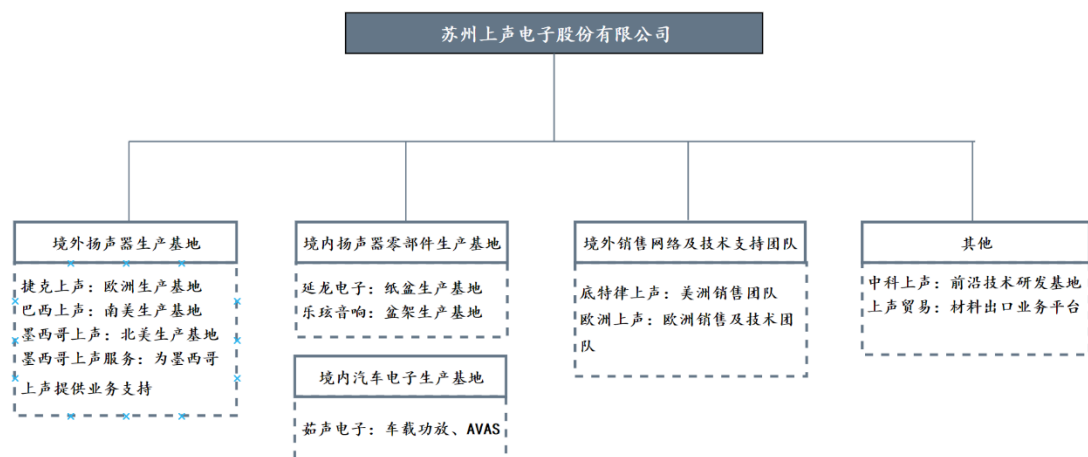 苏州上声电子股份有限公司
境外扬声器生产基地
捷克上声：欧洲生产基地
巴西上声：南美生产基地
墨西哥上声：北美生产基地
墨西哥上声服务：为墨西哥
上声提供业务支持
境内扬声器零部件生产基地
延龙电子：纸盆生产基地
乐玹音响：盆架生产基地
境内汽车电子生产基地
茹声电子：车载功放、AVAS
境外销售网络及技术支持团队
底特律上声：美洲销售团队
欧洲上声：欧洲销售及技术团
队
其他
中科上声：前沿技术研发基地
上声贸易：材料出口业务平台